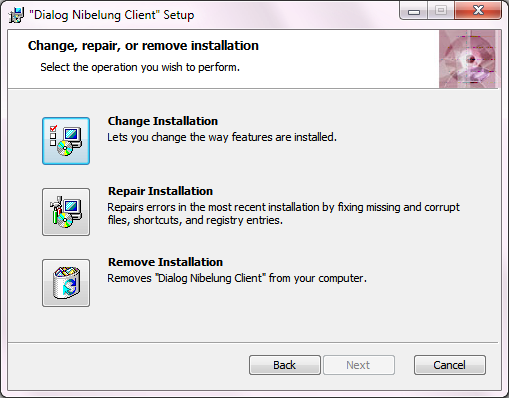 "Dialog Nibelung Client" Setup
Change, repair, or remove installation
Select the operation you wish to perform.
Change Installation
Lets you change the way features are installed.
Repair Installation
Repairs errors in the most recent installation by fixing missing and corrupt
files, shortcuts, and registry entries.
Remove Installation
Removes "Dialog Nibelung Client" from your computer.
Back Next Cancel